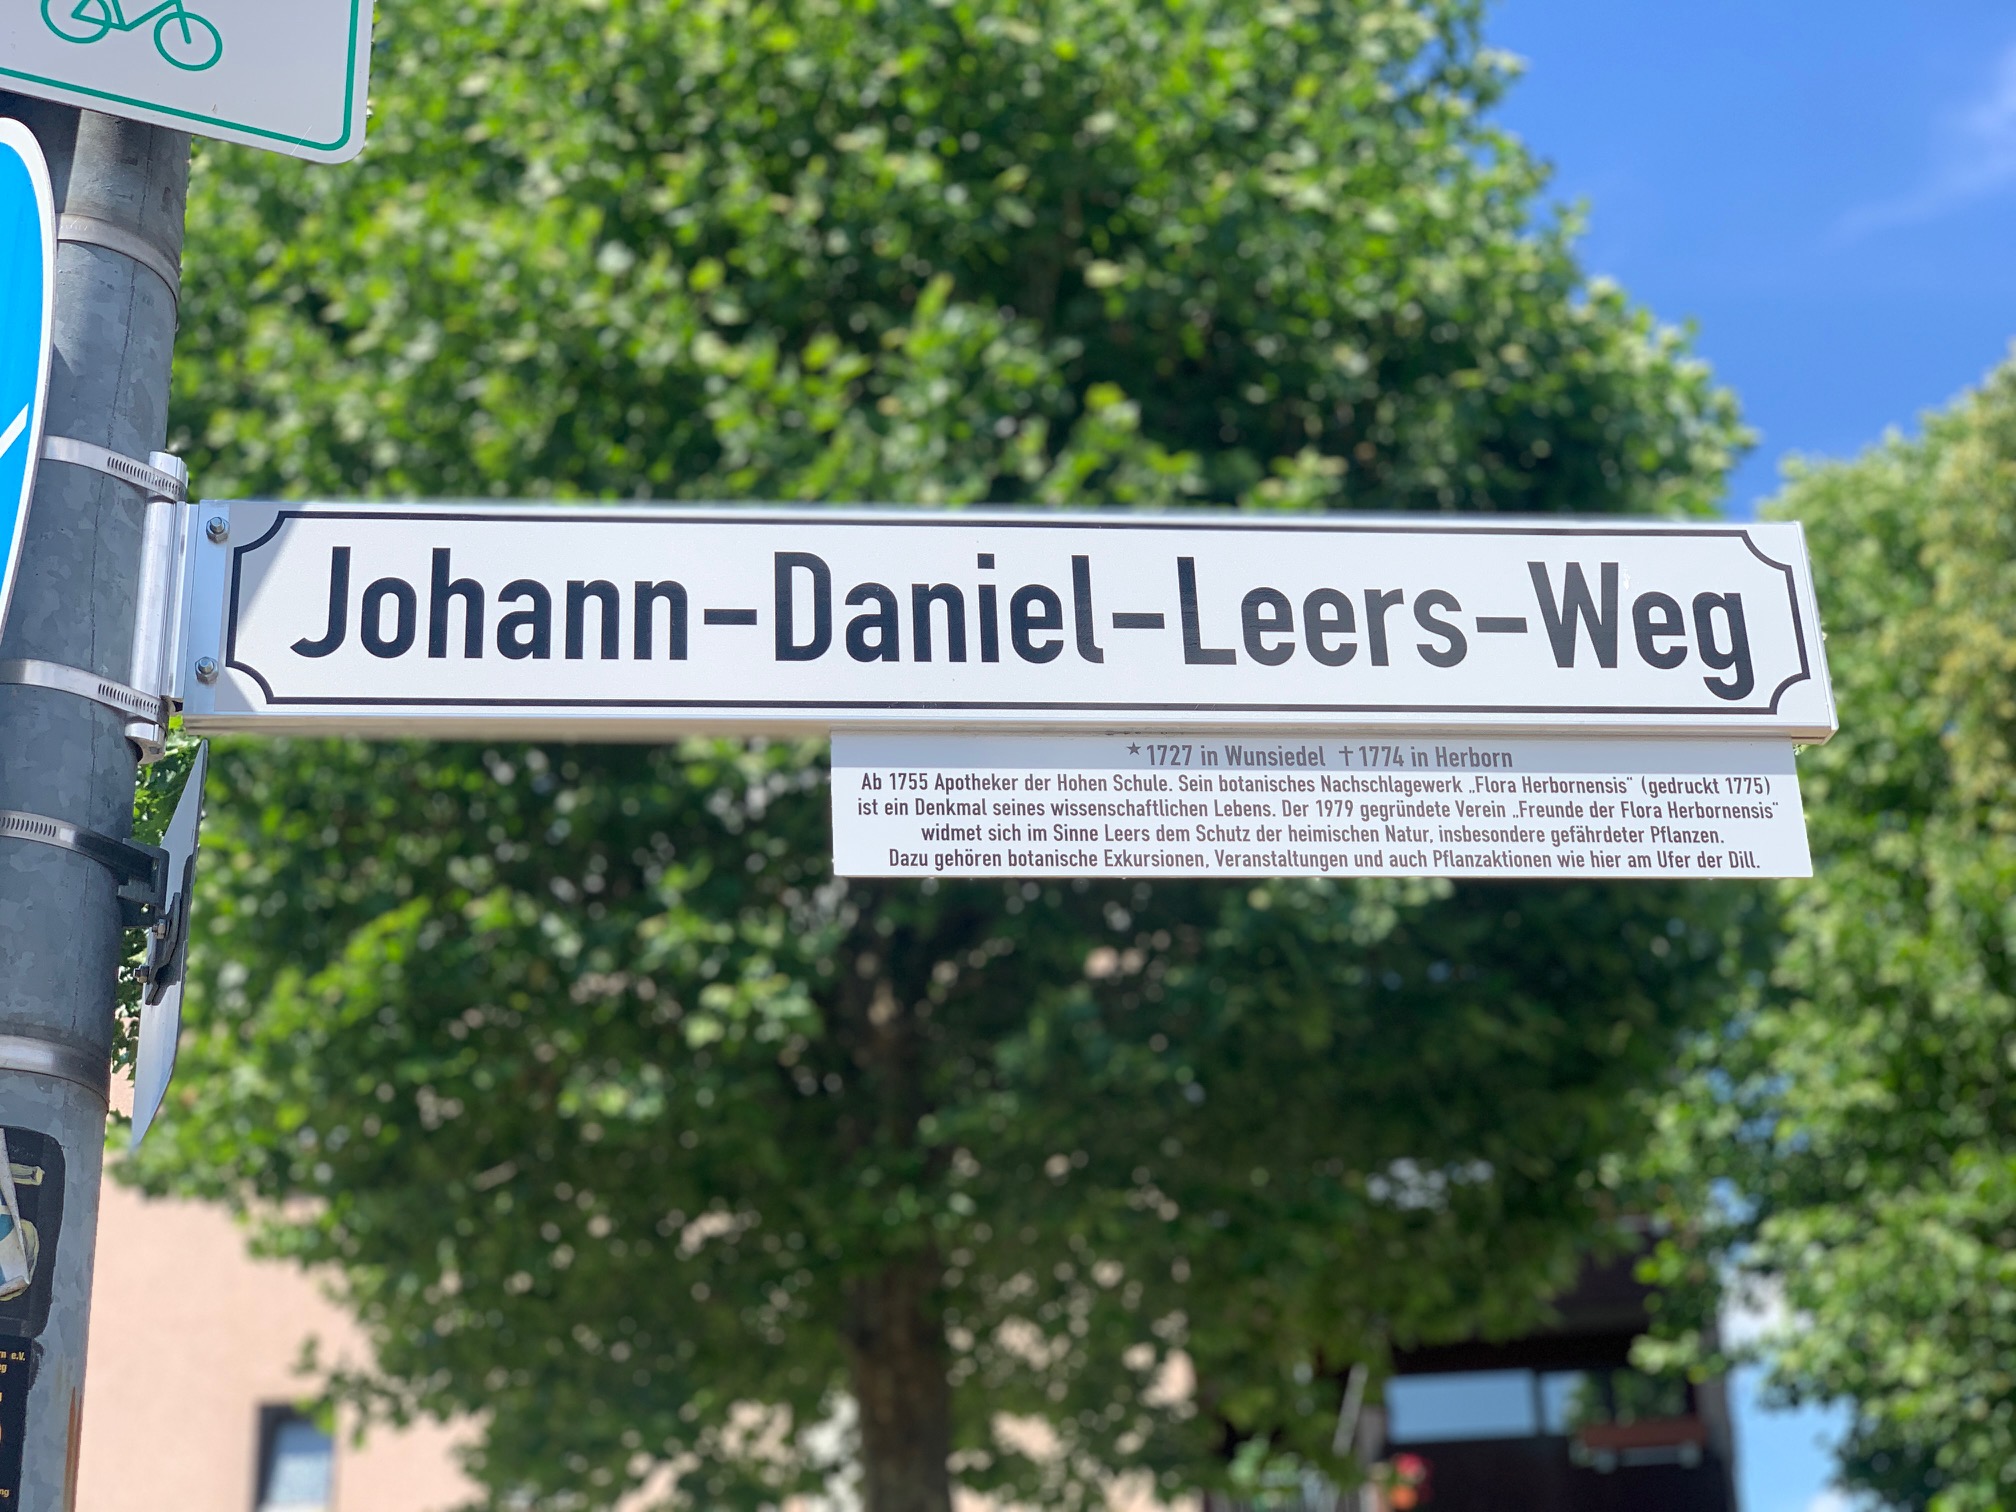 Johann-Daniel-Leers-Weg
★ 1727 in Wunsiedel ✝ 1774 in Herborn
Ab 1755 Apotheker der Hohen Schule. Sein botanisches Nachschlagewerk „Flora Herbornensis“ (gedruckt 1775)
ist ein Denkmal seines wissenschaftlichen Lebens. Der 1979 gegründete Verein „Freunde der Flora Herbornensis“
widmet sich im Sinne Leers dem Schutz der heimischen Natur, insbesondere gefährdeter Pflanzen.
Dazu gehören botanische Exkursionen, Veranstaltungen und auch Pflanzaktionen wie hier am Ufer der Dill.
e.V.